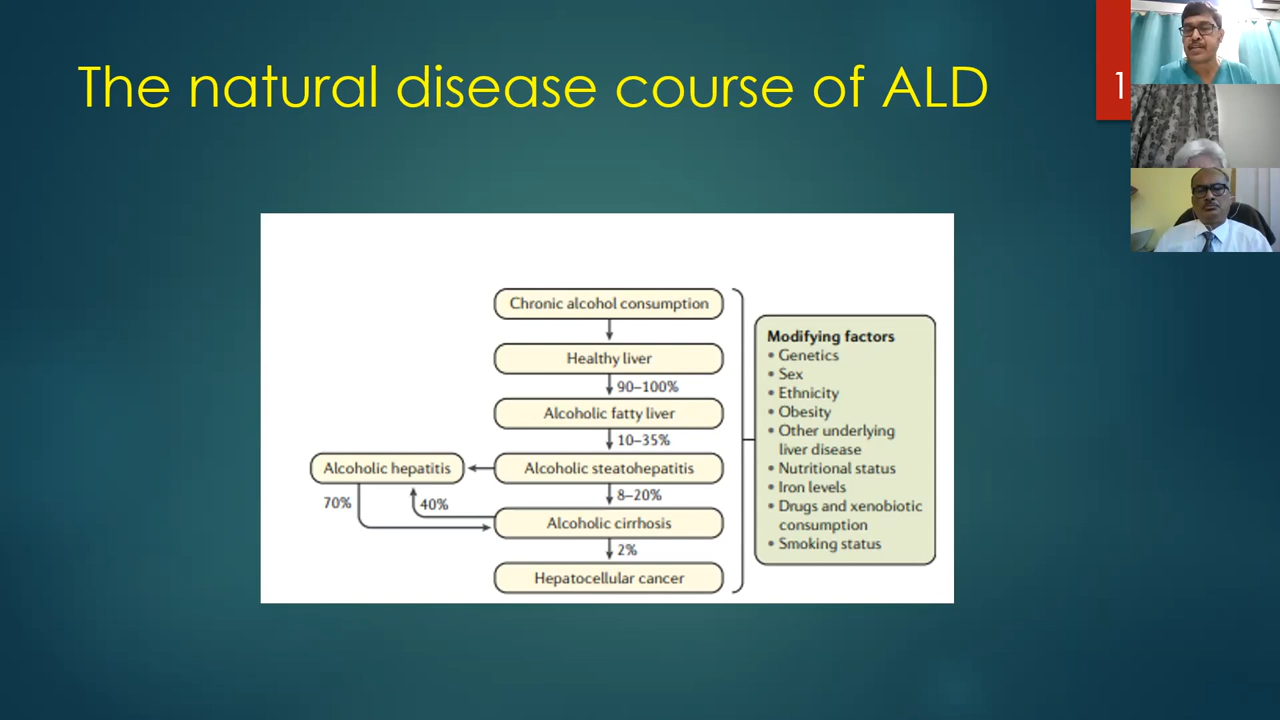 The natural disease course of ALD
1
Chronic alcohol consumption
Healthy liver
90–100%
Alcoholic fatty liver
10–35%
Alcoholic hepatitis
Alcoholic steatohepatitis
70%
40%
8–20%
Alcoholic cirrhosis
2%
Hepatocellular cancer
Modifying factors
• Genetics
• Sex
• Ethnicity
• Obesity
• Other underlying
liver disease
• Nutritional status
• Iron levels
• Drugs and xenobiotic
consumption
• Smoking status